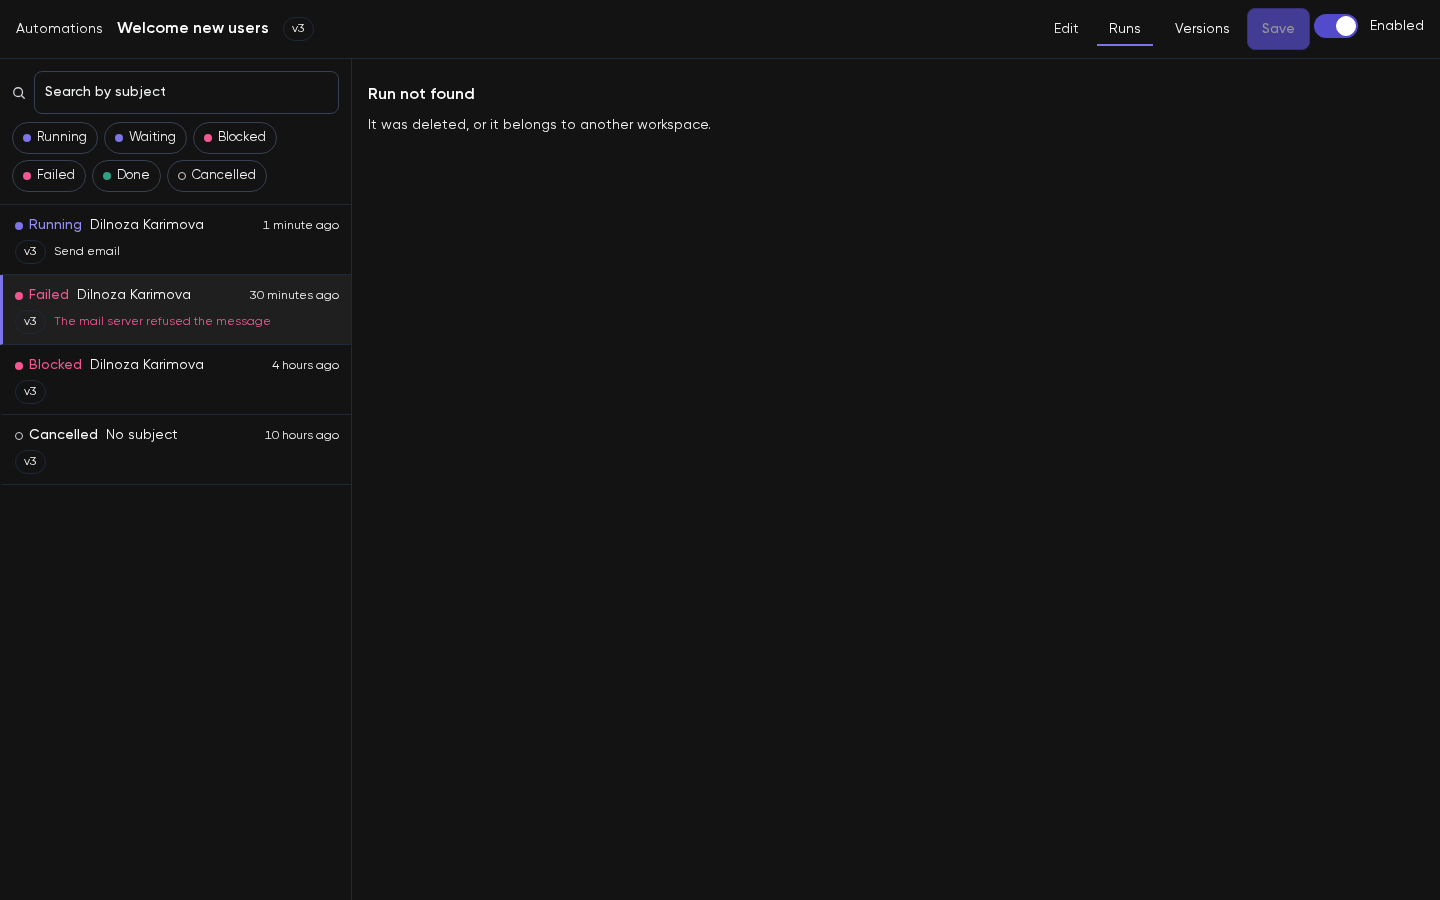 Automations Welcome new users v3 Edit Runs Versions Save Enabled
Search by subject
Running Waiting Blocked
Failed Done Cancelled
Running Dilnoza Karimova 1 minute ago
v3 Send email
Failed Dilnoza Karimova 30 minutes ago
v3 The mail server refused the message
Blocked Dilnoza Karimova 4 hours ago
v3
Cancelled No subject 10 hours ago
v3
Run not found
It was deleted, or it belongs to another workspace.